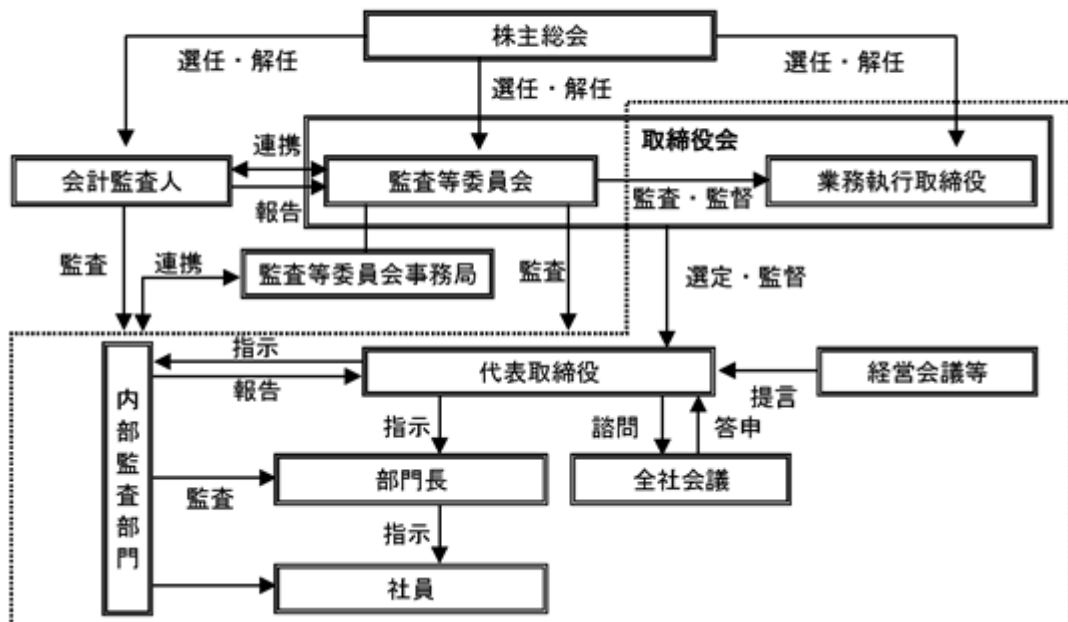 株主総会
選任・解任
選任・解任
選任・解任
取締役会
会計監査人
連携
報告
監査等委員会
監査・監督
業務執行取締役
監査
連携
監査等委員会事務局
監査
選定・監督
内部監査部門
指示
報告
代表取締役
提言
経営会議等
指示
諮問
答申
監査
部門長
全社会議
指示
社員